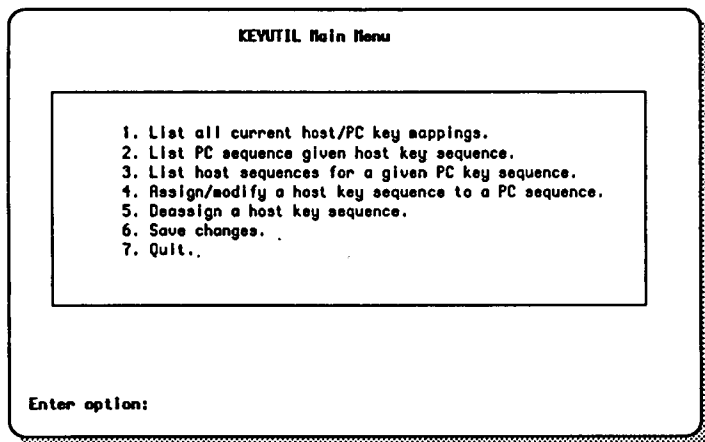 KEYUTIL Main Menu
1. List all current host/PC key mappings.
2. List PC sequence given host key sequence.
3. List host sequences for a given PC key sequence.
4. Assign/modify a host key sequence to a PC sequence.
5. Deassign a host key sequence.
6. Save changes.
7. Quit.
Enter option: